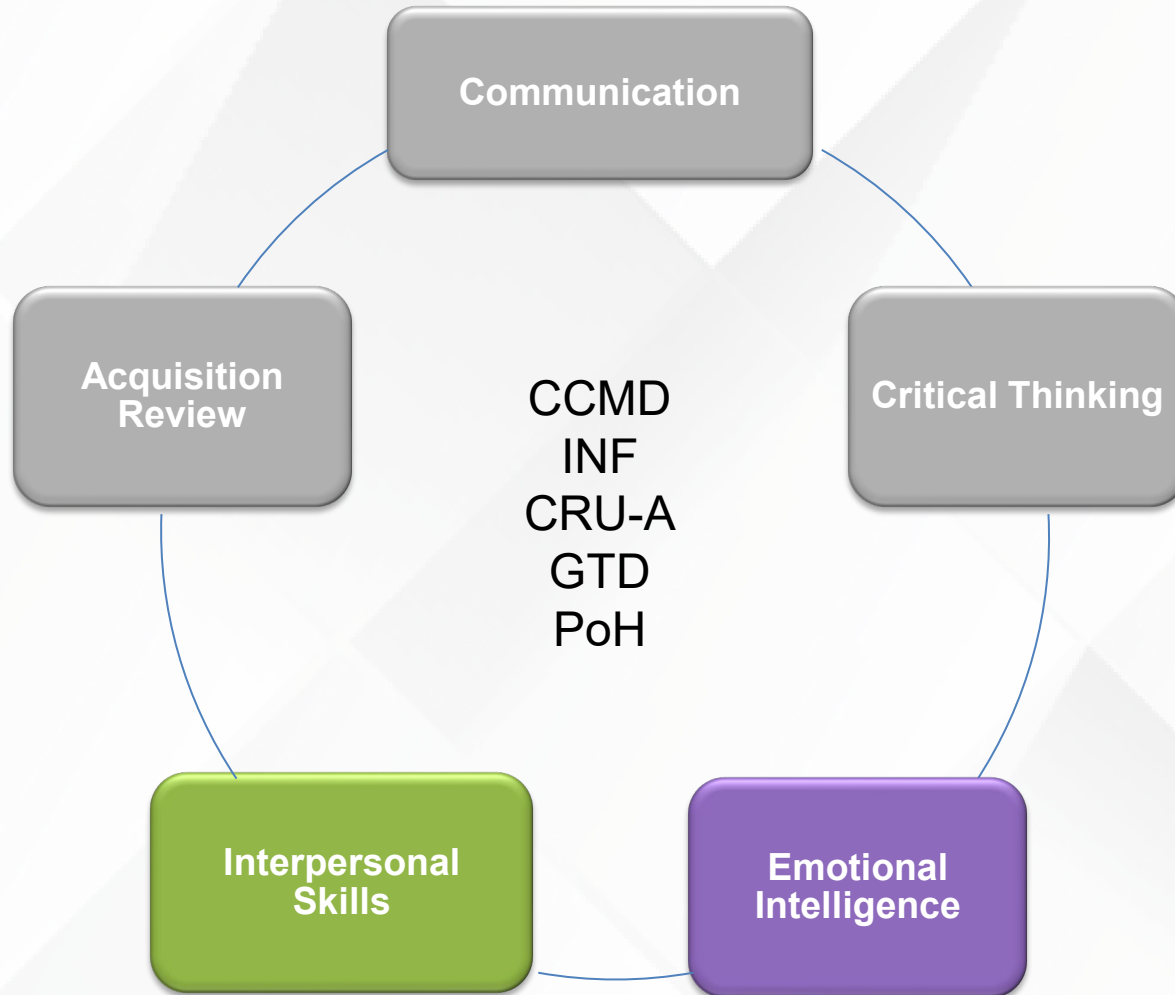 Communication
Acquisition
Review
Critical Thinking
CCMD
INF
CRU-A
GTD
PoH
Interpersonal
Skills
Emotional
Intelligence